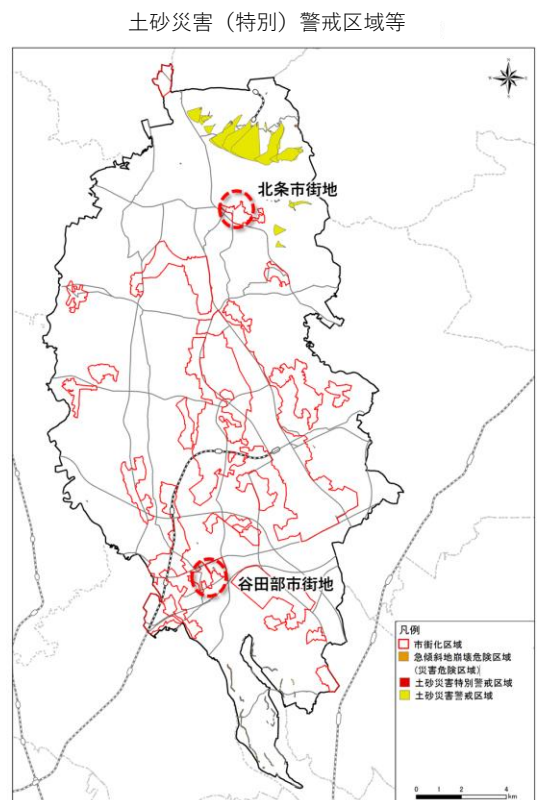 土砂災害（特別）警戒区域等
北条市街地
谷田部市街地
凡例
市街化区域
急傾斜地崩壊危険区域
(災害危険区域)
土砂災害特別警戒区域
土砂災害警戒区域
0 1 2 4
km